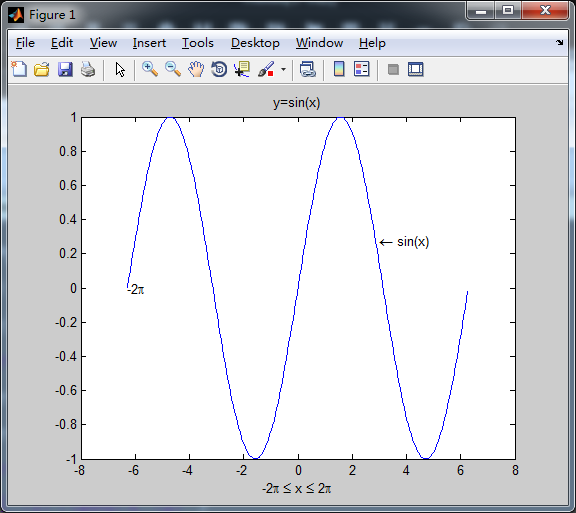 Figure 1
File Edit View Insert Tools Desktop Window Help
y=sin(x)
1
0.8
0.6
0.4
← sin(x)
0.2
0
-2π
-0.2
-0.4
-0.6
-0.8
-1
-8 -6 -4 -2 0 2 4 6 8
-2π ≤ x ≤ 2π